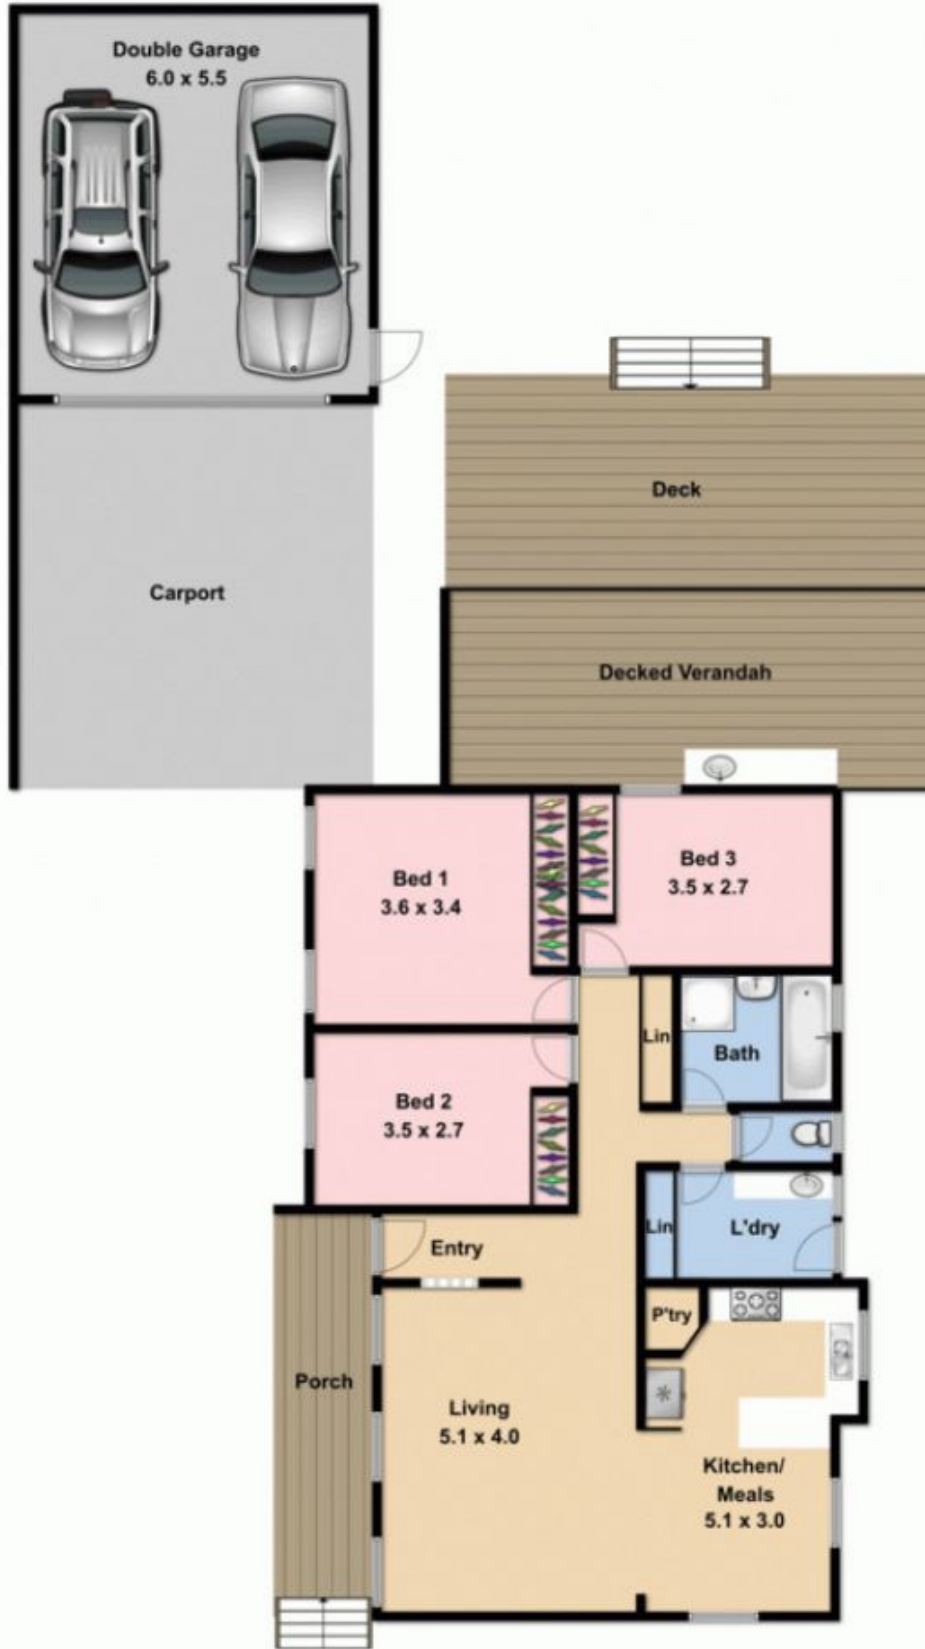 Double Garage
6.0 x 5.5
Carport
Deck
Decked Verandah
Bed 1
3.6 x 3.4
Bed 3
3.5 x 2.7
Lin
Bath
Bed 2
3.5 x 2.7
Lin
L'dry
Entry
P'try
Porch
Living
5.1 x 4.0
Kitchen/
Meals
5.1 x 3.0